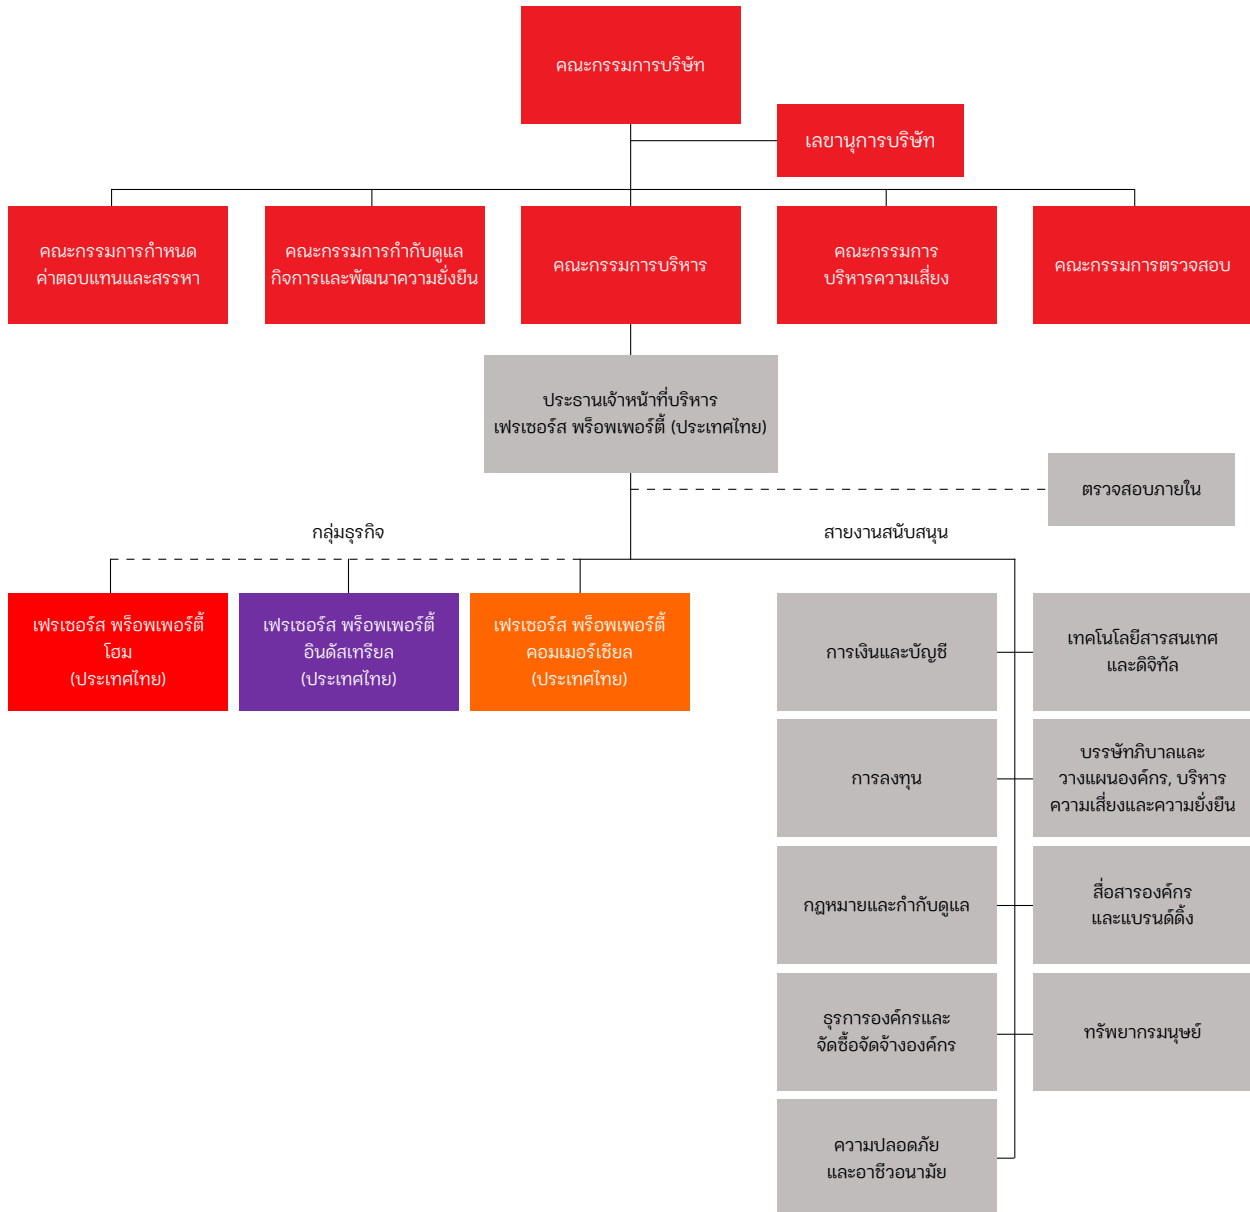 คณะกรรมการบริษัท
เลขานุการบริษัท
คณะกรรมการกำหนด
ค่าตอบแทนและสรรหา
คณะกรรมการกำกับดูแล
กิจการและพัฒนาความยั่งยืน
คณะกรรมการบริหาร
คณะกรรมการ
บริหารความเสี่ยง
คณะกรรมการตรวจสอบ
ประธานเจ้าหน้าที่บริหาร
เฟรเซอร์ส พร็อพเพอร์ตี้ (ประเทศไทย)
ตรวจสอบภายใน
กลุ่มธุรกิจ
สายงานสนับสนุน
เฟรเซอร์ส พร็อพเพอร์ตี้
โฮม
(ประเทศไทย)
เฟรเซอร์ส พร็อพเพอร์ตี้
อินดัสเทรียล
(ประเทศไทย)
เฟรเซอร์ส พร็อพเพอร์ตี้
คอมเมอร์เชียล
(ประเทศไทย)
การเงินและบัญชี
เทคโนโลยีสารสนเทศ
และดิจิทัล
การลงทุน
บรรษัทภิบาลและ
วางแผนองค์กร, บริหาร
ความเสี่ยงและความยั่งยืน
กฎหมายและกำกับดูแล
สื่อสารองค์กร
และแบรนด์ดิ้ง
ธุรการองค์กรและ
จัดซื้อจัดจ้างองค์กร
ทรัพยากรมนุษย์
ความปลอดภัย
และอาชีวอนามัย